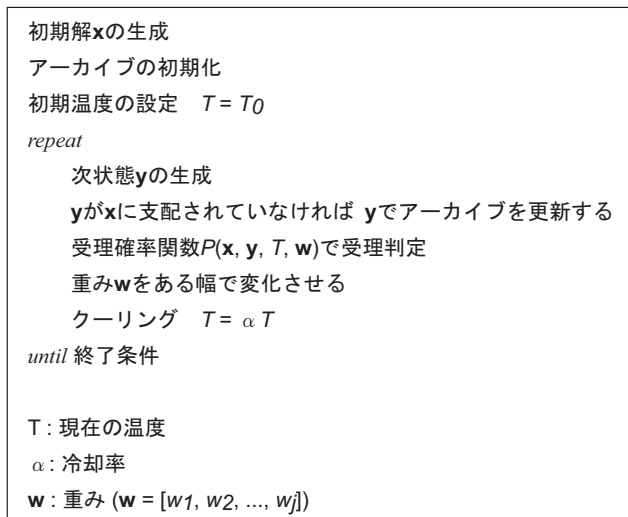 初期解xの生成
アーカイブの初期化
初期温度の設定　T = T0
repeat
次状態yの生成
yがxに支配されていなければ yでアーカイブを更新する
受理確率関数P(x, y, T, w)で受理判定
重みwをある幅で変化させる
クーリング　T = α T
until 終了条件
T : 現在の温度
α : 冷却率
w : 重み (w = [w1, w2, ..., wj])